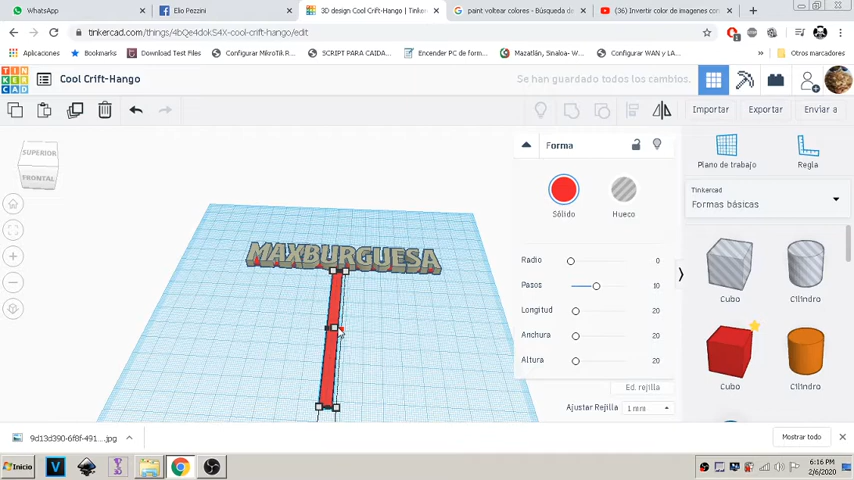 WhatsApp
Elio Pezzini
3D design Cool Crift-Hango | Tinker
paint voltear colores - Búsqueda de
(36) Invertir color de imagenes con
tinkercad.com/things/4bQe4dokS4X-cool-crift-hango/edit
Aplicaciones
Bookmarks
Download Test Files
Configurar MikroTik R
SCRIPT PARA CAIDA...
Encender PC de form...
Mazatlán, Sinaloa- W...
Configurar WAN y LA...
Otros marcadores
TIN
KER
CAD
Cool Crift-Hango
Se han guardado todos los cambios.
Importar
Exportar
Enviar a
SUPERIOR
FRONTAL
MAXBURGUESA
Forma
Sólido
Hueco
Radio
0
Pasos
10
Longitud
20
Anchura
20
Altura
20
Ed. rejilla
Ajustar Rejilla
1 mm
Plano de trabajo
Regla
Tinkercad
Formas básicas
Cubo
Cilindro
Cubo
Cilindro
9d13d390-6f8f-491....jpg
Mostrar todo
Inicio
6:16 PM
2/6/2020